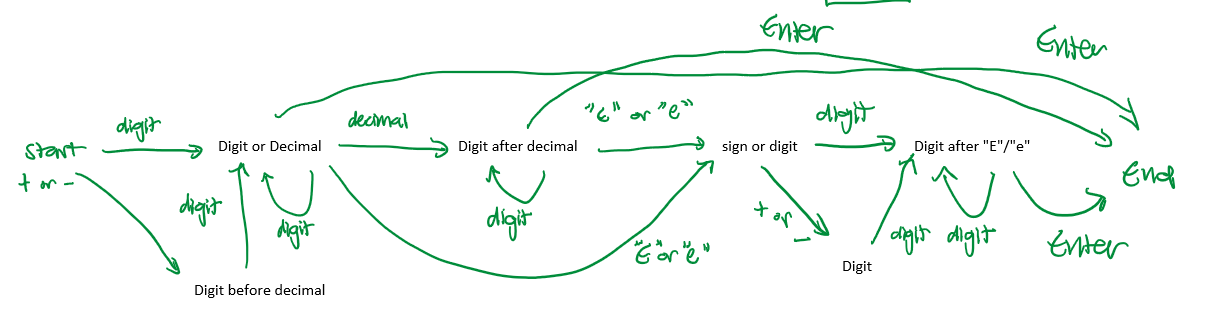 Enter
Enter
digit
decimal
"E" or "e"
digit
start
Digit or Decimal
Digit after decimal
sign or digit
Digit after "E"/"e"
End
+ or -
digit
digit
digit
+ or -
digit
digit
Enter
"E" or "e"
Digit
Digit before decimal